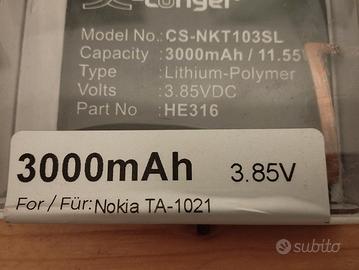 -Longer
Model No.: CS-NKT103SL
Capacity : 3000mAh / 11.55
Type : Lithium-Polymer
Volts : 3.85VDC
Part No : HE316
3000mAh 3.85V
For / Für: Nokia TA-1021
subito